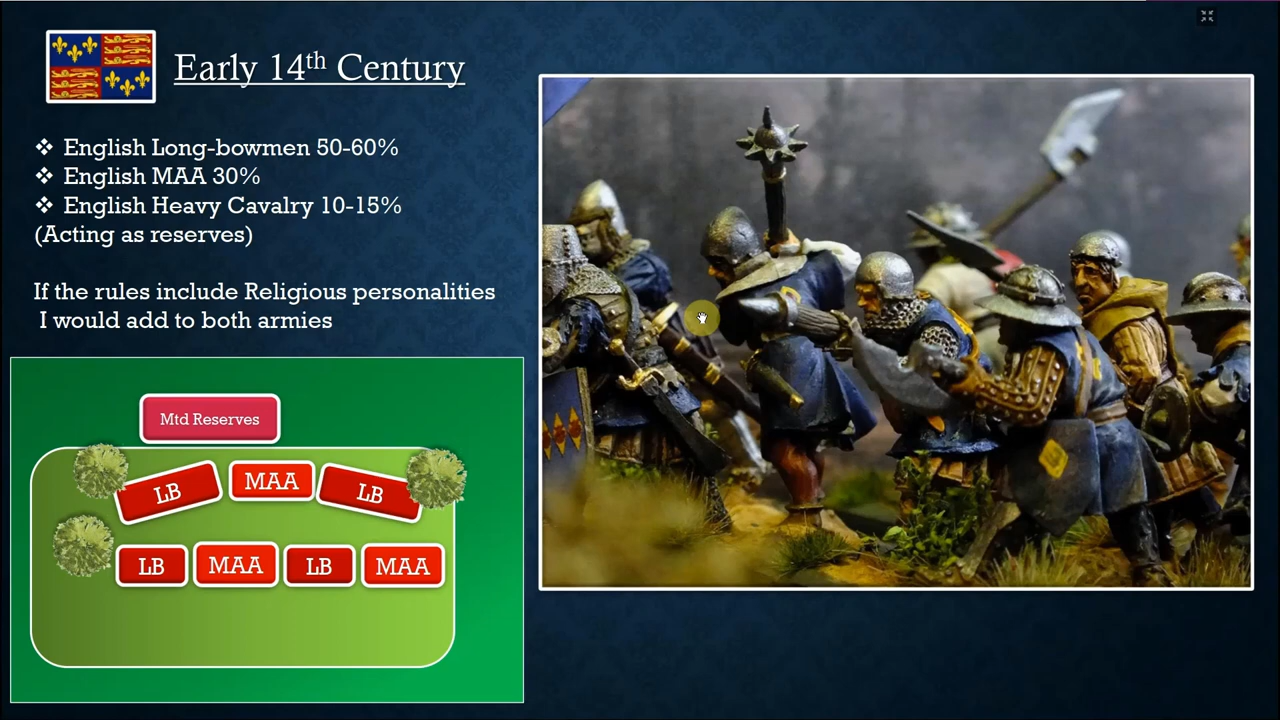 Early 14th Century
❖ English Long-bowmen 50-60%
❖ English MAA 30%
❖ English Heavy Cavalry 10-15%
(Acting as reserves)
If the rules include Religious personalities
I would add to both armies
Mtd Reserves
LB
MAA
LB
LB
MAA
LB
MAA